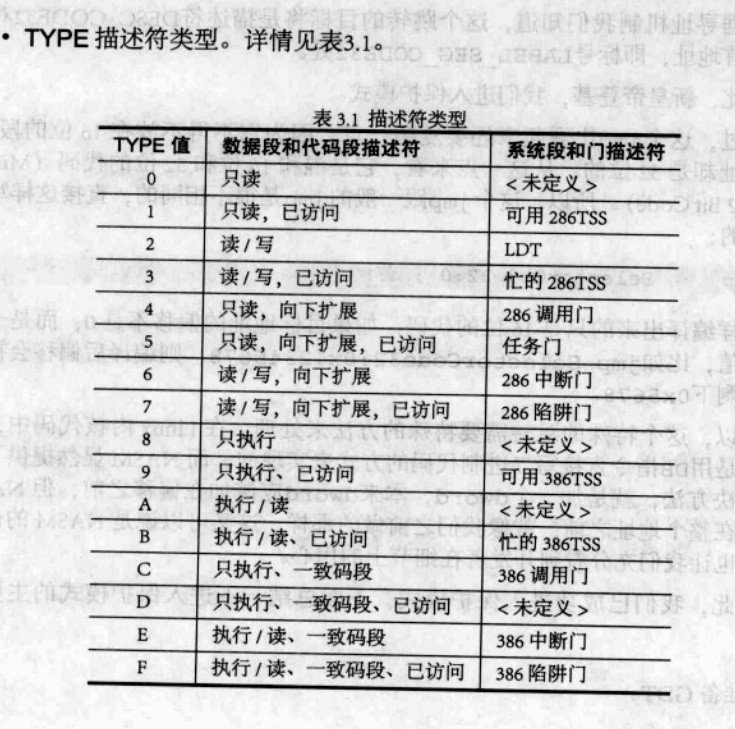 • TYPE 描述符类型。详情见表3.1。
表 3.1 描述符类型
TYPE 值 数据段和代码段描述符 系统段和门描述符
0 只读 <未定义>
1 只读，已访问 可用 286TSS
2 读/写 LDT
3 读/写，已访问 忙的 286TSS
4 只读，向下扩展 286 调用门
5 只读，向下扩展，已访问 任务门
6 读/写，向下扩展 286 中断门
7 读/写，向下扩展，已访问 286 陷阱门
8 只执行 <未定义>
9 只执行、已访问 可用 386TSS
A 执行/读 <未定义>
B 执行/读、已访问 忙的 386TSS
C 只执行、一致码段 386 调用门
D 只执行、一致码段、已访问 <未定义>
E 执行/读、一致码段 386 中断门
F 执行/读、一致码段、已访问 386 陷阱门